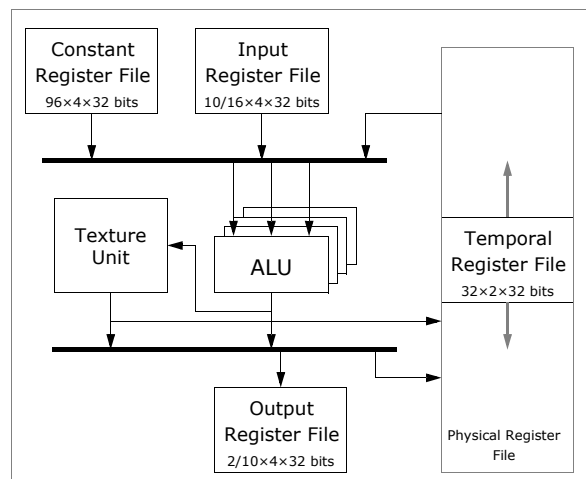 Constant
Register File
96×4×32 bits
Input
Register File
10/16×4×32 bits
Texture
Unit
ALU
Temporal
Register File
32×2×32 bits
Output
Register File
2/10×4×32 bits
Physical Register
File